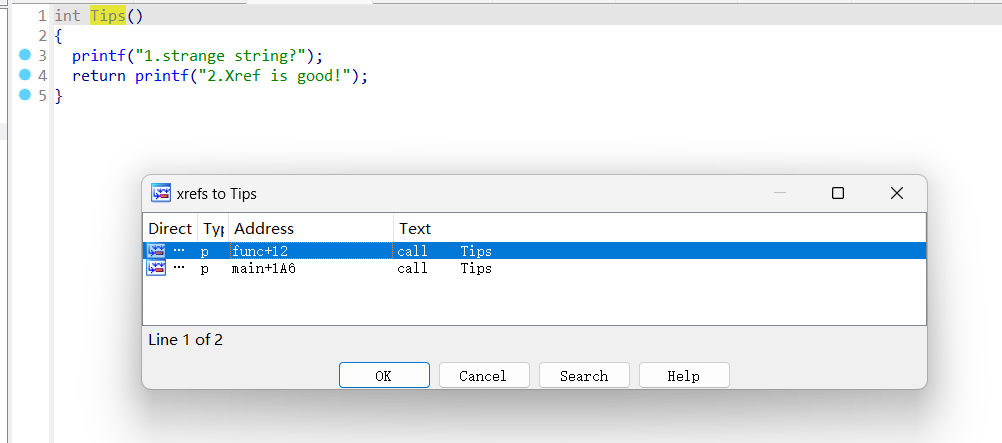 1 int Tips()
2 {
3 printf("1.strange string?");
4 return printf("2.Xref is good!");
5 }
xrefs to Tips
Direct Typ Address Text
... p func+12 call Tips
... p main+1A6 call Tips
Line 1 of 2
OK Cancel Search Help